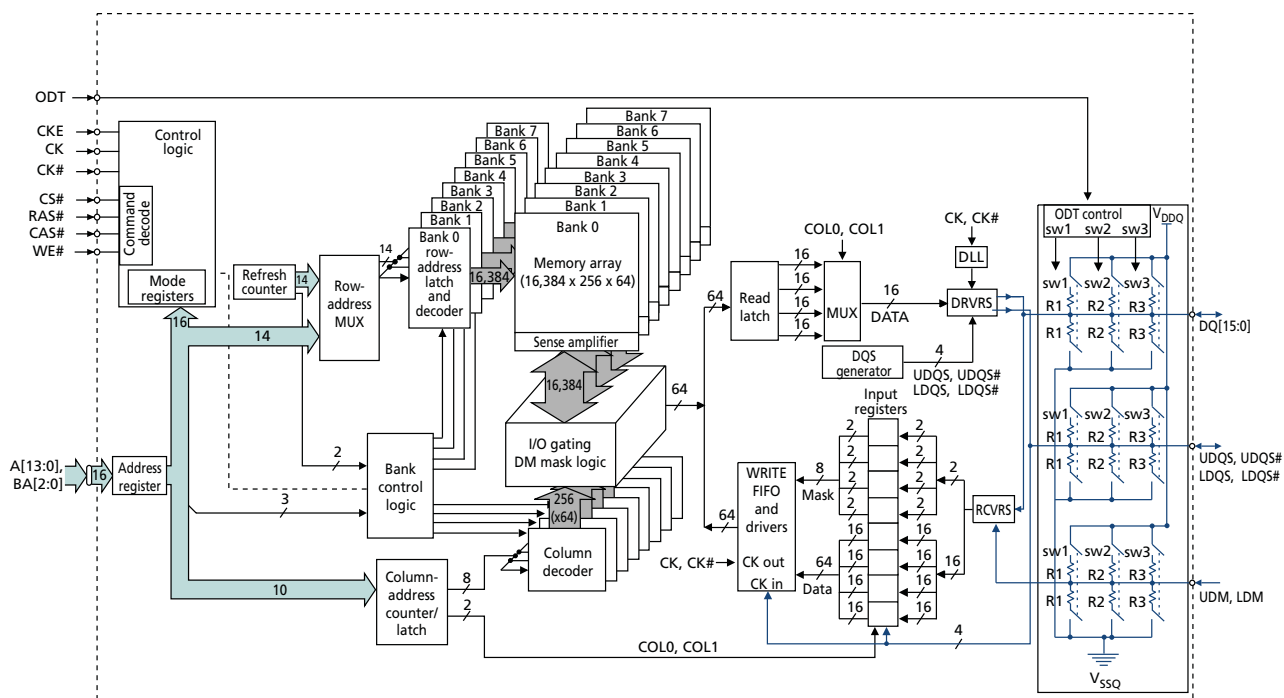 ODT
CKE
CK
CK#
CS#
RAS#
CAS#
WE#
Control
logic
Command
decode
Mode
registers
16
A[13:0],
BA[2:0]
16
Address
register
Refresh
counter
14
14
Row-
address
MUX
14
Bank 7
Bank 6
Bank 5
Bank 4
Bank 3
Bank 2
Bank 1
Bank 0
row-
address
latch
and
decoder
16,384
Bank 7
Bank 6
Bank 5
Bank 4
Bank 3
Bank 2
Bank 1
Bank 0
Memory array
(16,384 x 256 x 64)
Sense amplifier
16,384
I/O gating
DM mask logic
256
(x64)
Column
decoder
2
3
Bank
control
logic
10
Column-
address
counter/
latch
8
2
COL0, COL1
64
64
Read
latch
16
16
16
16
COL0, COL1
MUX
16
DATA
DQS
generator
4
UDQS, UDQS#
LDQS, LDQS#
CK, CK#
DLL
DRVRS
64
WRITE
FIFO
and
drivers
CK out
CK in
CK, CK#
8
Mask
64
Data
Input
registers
2
2
2
2
16
16
16
16
2
2
2
2
16
16
16
16
2
16
RCVRS
4
ODT control
sw1 sw2 sw3
VDDQ
sw1 sw2 sw3
R1 R2 R3
R1 R2 R3
DQ[15:0]
sw1 sw2 sw3
R1 R2 R3
R1 R2 R3
UDQS, UDQS#
LDQS, LDQS#
sw1 sw2 sw3
R1 R2 R3
R1 R2 R3
UDM, LDM
VSSQ